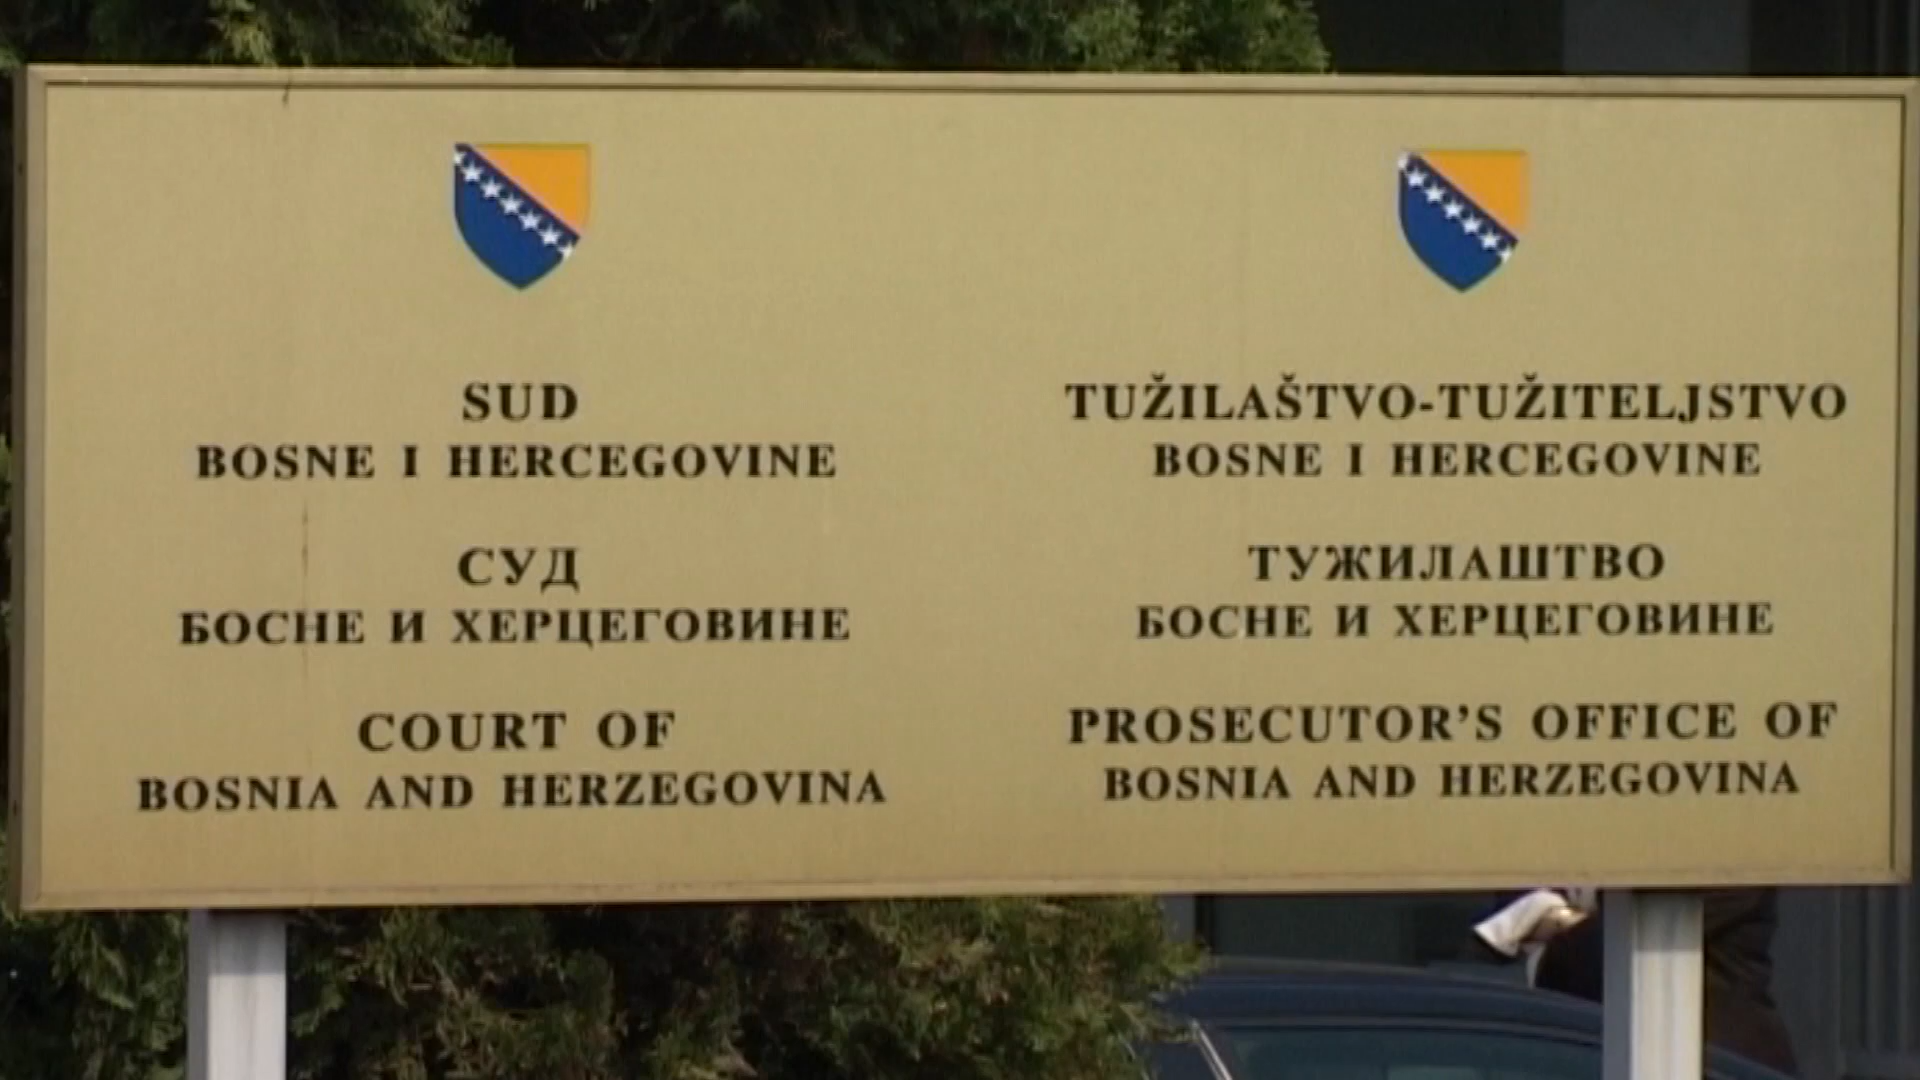 SUD
BOSNE I HERCEGOVINE
СУД
БОСНЕ И ХЕРЦЕГОВИНЕ
COURT OF
BOSNIA AND HERZEGOVINA
TUŽILAŠTVO-TUŽITELJSTVO
BOSNE I HERCEGOVINE
ТУЖИЛАШТВО
БОСНЕ И ХЕРЦЕГОВИНЕ
PROSECUTOR'S OFFICE OF
BOSNIA AND HERZEGOVINA